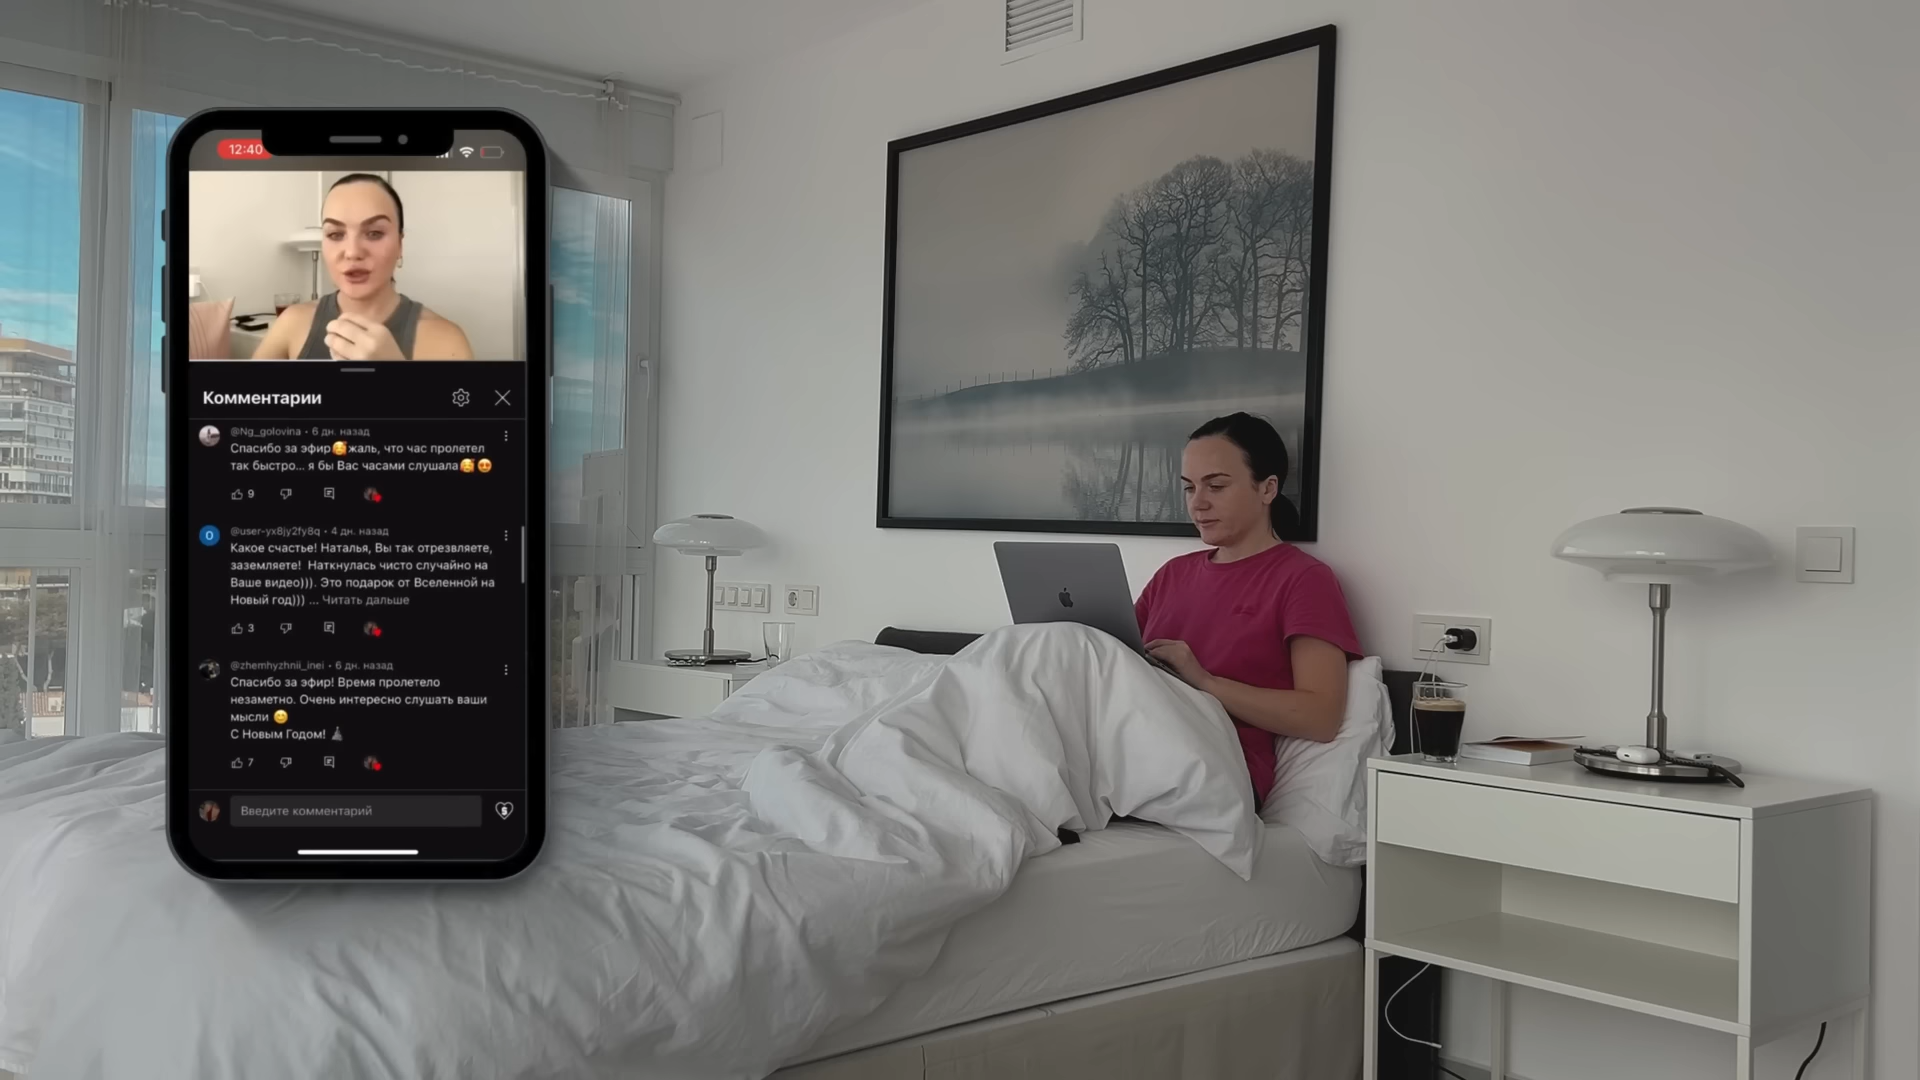 12:40
Комментарии
@Ng_golovina • 6 дн. назад
Спасибо за эфир🥰жаль, что час пролетел
так быстро... я бы Вас часами слушала🥰😍
9
О
@user-yx8jy2fy8q • 4 дн. назад
Какое счастье! Наталья, Вы так отрезвляете,
заземляете! Наткнулась чисто случайно на
Ваше видео))). Это подарок от Вселенной на
Новый год))) ... Читать дальше
3
@zhemhyzhnii_inei • 6 дн. назад
Спасибо за эфир! Время пролетело
незаметно. Очень интересно слушать ваши
мысли 😊
С Новым Годом! 🎄
7
Введите комментарий